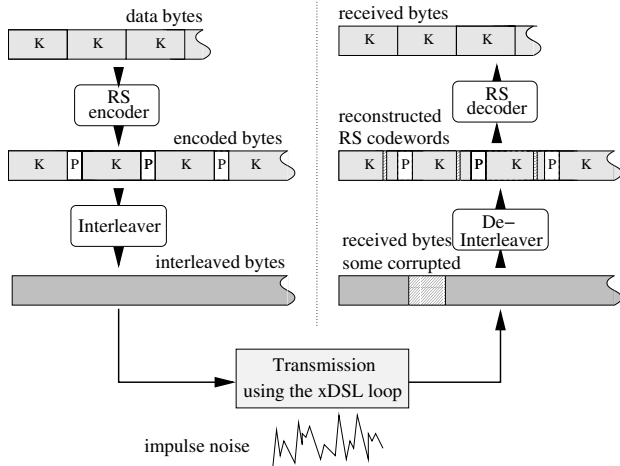 data bytes
K K K
RS
encoder
encoded bytes
K P K P K P K
Interleaver
interleaved bytes
received bytes
K K K
RS
decoder
reconstructed
RS codewords
K P K P K P K
De−
Interleaver
received bytes
some corrupted
Transmission
using the xDSL loop
impulse noise